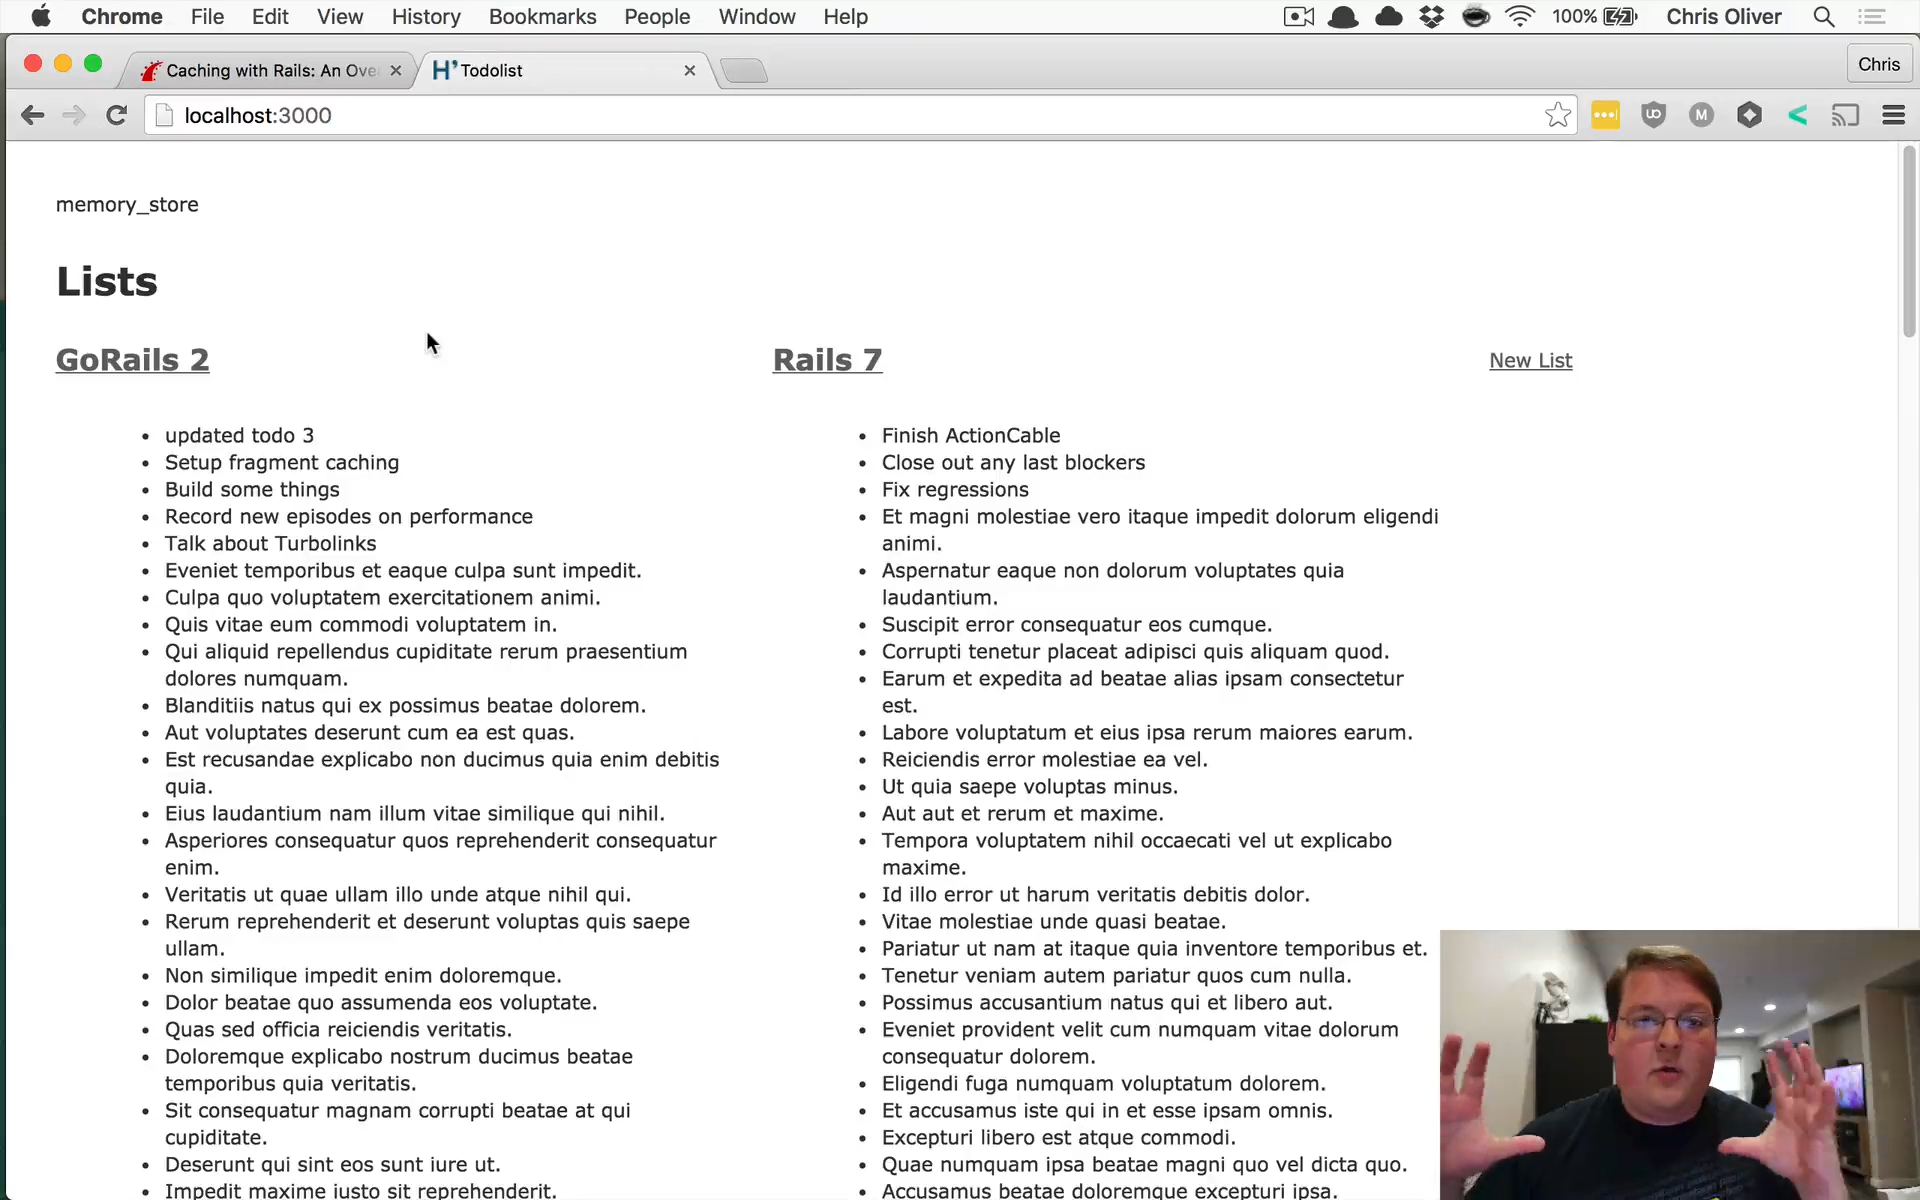 Chrome File Edit View History Bookmarks People Window Help 100% Chris Oliver
Caching with Rails: An Ove
H' Todolist
Chris
localhost:3000
memory_store
Lists
GoRails 2
updated todo 3
Setup fragment caching
Build some things
Record new episodes on performance
Talk about Turbolinks
Eveniet temporibus et eaque culpa sunt impedit.
Culpa quo voluptatem exercitationem animi.
Quis vitae eum commodi voluptatem in.
Qui aliquid repellendus cupiditate rerum praesentium
dolores numquam.
Blanditiis natus qui ex possimus beatae dolorem.
Aut voluptates deserunt cum ea est quas.
Est recusandae explicabo non ducimus quia enim debitis
quia.
Eius laudantium nam illum vitae similique qui nihil.
Asperiores consequatur quos reprehenderit consequatur
enim.
Veritatis ut quae ullam illo unde atque nihil qui.
Rerum reprehenderit et deserunt voluptas quis saepe
ullam.
Non similique impedit enim doloremque.
Dolor beatae quo assumenda eos voluptate.
Quas sed officia reiciendis veritatis.
Doloremque explicabo nostrum ducimus beatae
temporibus quia veritatis.
Sit consequatur magnam corrupti beatae at qui
cupiditate.
Deserunt qui sint eos sunt iure ut.
Impedit maxime iusto sit reprehenderit.
Rails 7
Finish ActionCable
Close out any last blockers
Fix regressions
Et magni molestiae vero itaque impedit dolorum eligendi
animi.
Aspernatur eaque non dolorum voluptates quia
laudantium.
Suscipit error consequatur eos cumque.
Corrupti tenetur placeat adipisci quis aliquam quod.
Earum et expedita ad beatae alias ipsam consectetur
est.
Labore voluptatum et eius ipsa rerum maiores earum.
Reiciendis error molestiae ea vel.
Ut quia saepe voluptas minus.
Aut aut et rerum et maxime.
Tempora voluptatem nihil occaecati vel ut explicabo
maxime.
Id illo error ut harum veritatis debitis dolor.
Vitae molestiae unde quasi beatae.
Pariatur ut nam at itaque quia inventore temporibus et.
Tenetur veniam autem pariatur quos cum nulla.
Possimus accusantium natus qui et libero aut.
Eveniet provident velit cum numquam vitae dolorum
consequatur dolorem.
Eligendi fuga numquam voluptatum dolorem.
Et accusamus iste qui in et esse ipsam omnis.
Excepturi libero est atque commodi.
Quae numquam ipsa beatae magni quo vel dicta quo.
Accusamus beatae doloremque excepturi ipsa.
New List